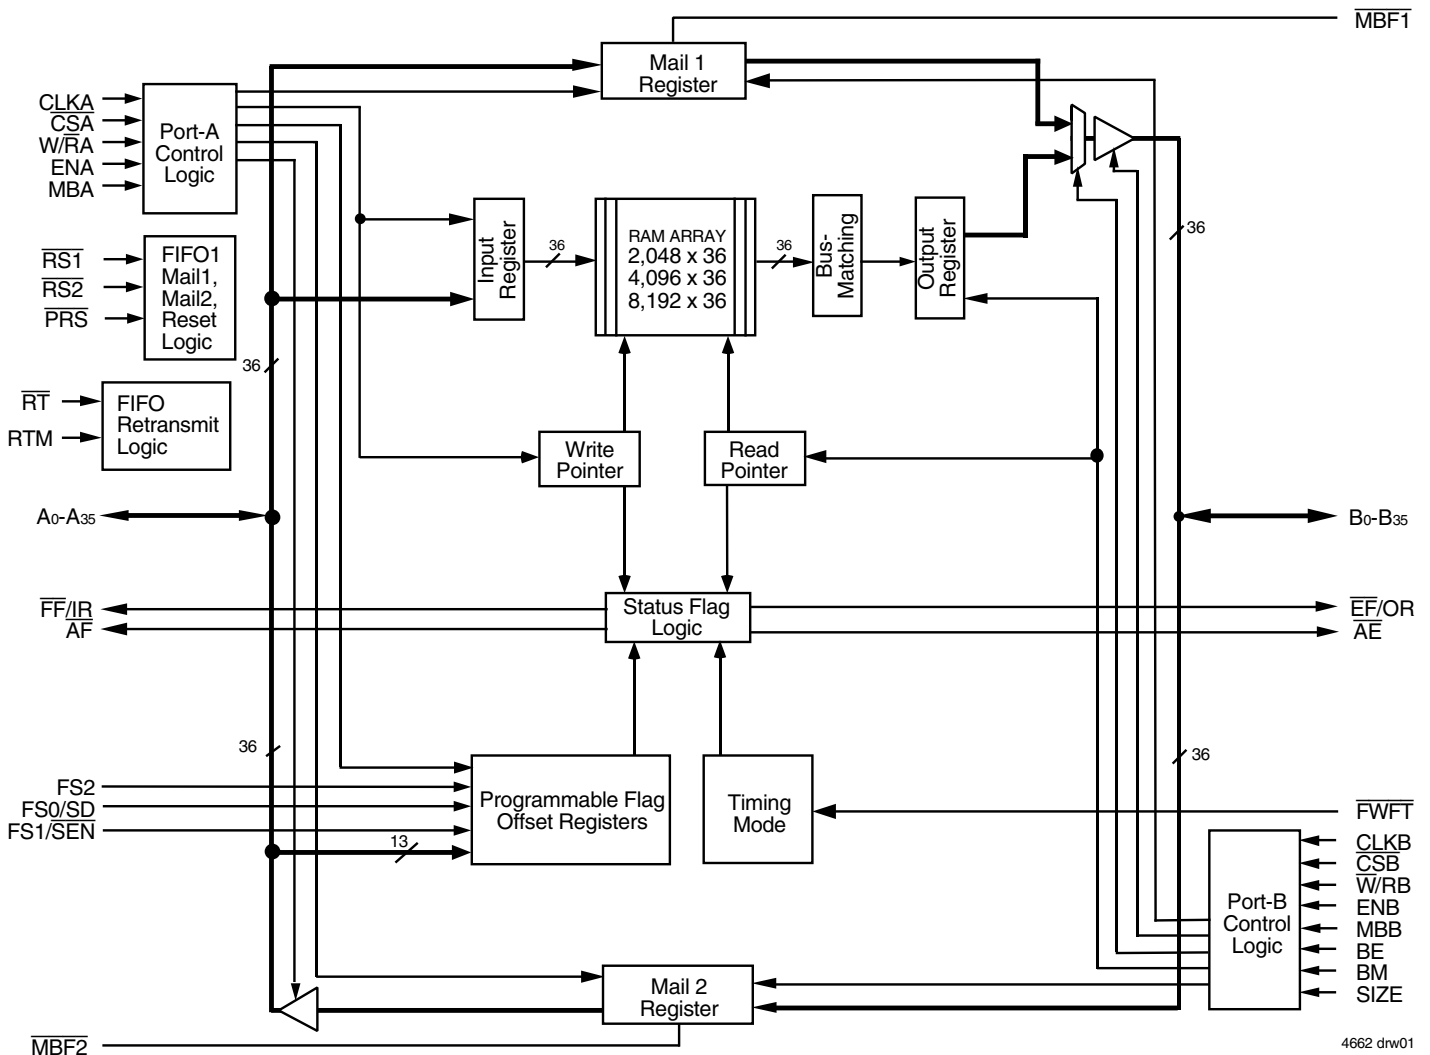 MBF1
Mail 1
Register
CLKA
CSA
W/RA
ENA
MBA
Port-A
Control
Logic
RS1
RS2
PRS
FIFO1
Mail1,
Mail2,
Reset
Logic
Input
Register
36
RAM ARRAY
2,048 x 36
4,096 x 36
8,192 x 36
36
Bus-
Matching
Output
Register
36
36
RT
RTM
FIFO
Retransmit
Logic
Write
Pointer
Read
Pointer
A0-A35
B0-B35
FF/IR
AF
Status Flag
Logic
EF/OR
AE
36
36
FS2
FS0/SD
FS1/SEN
13
Programmable Flag
Offset Registers
Timing
Mode
FWFT
Port-B
Control
Logic
CLKB
CSB
W/RB
ENB
MBB
BE
BM
SIZE
Mail 2
Register
MBF2
4662 drw01